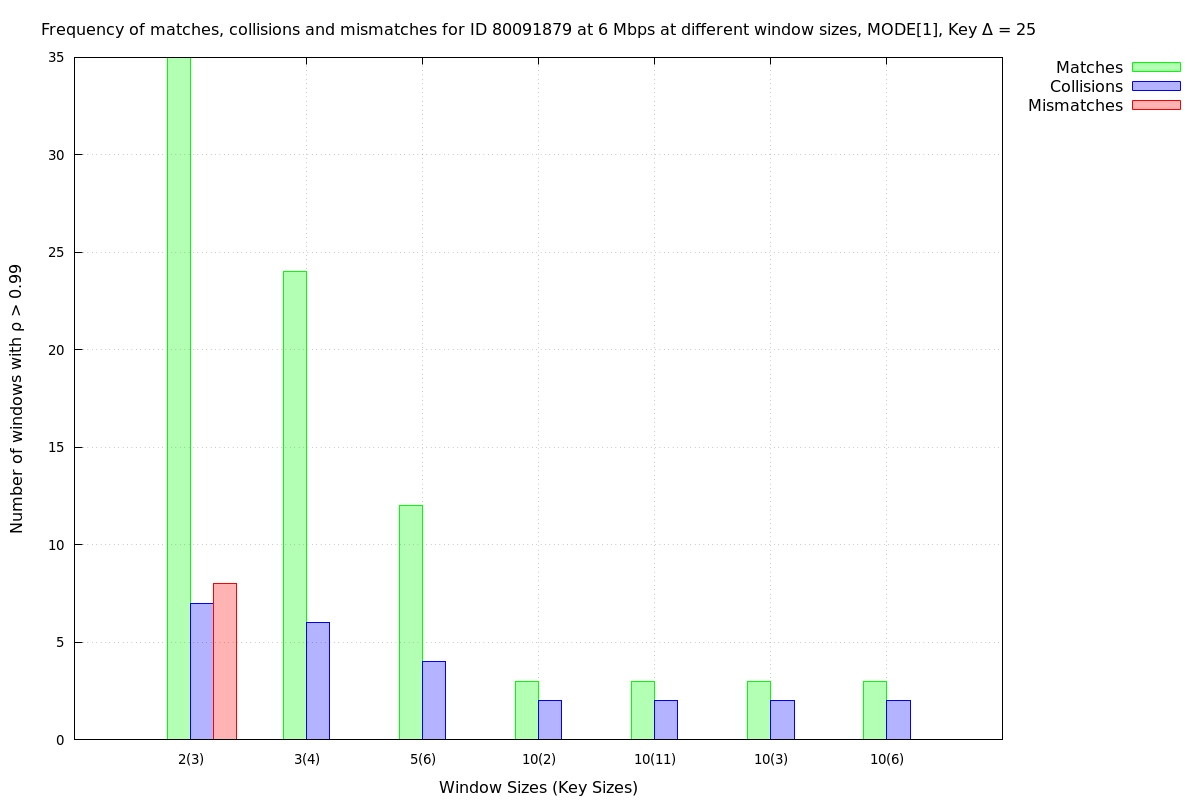 Frequency of matches, collisions and mismatches for ID 80091879 at 6 Mbps at different window sizes, MODE[1], Key Δ = 25
Matches
Collisions
Mismatches
Number of windows with ρ > 0.99
35
30
25
20
15
10
5
0
2(3) 3(4) 5(6) 10(2) 10(11) 10(3) 10(6)
Window Sizes (Key Sizes)